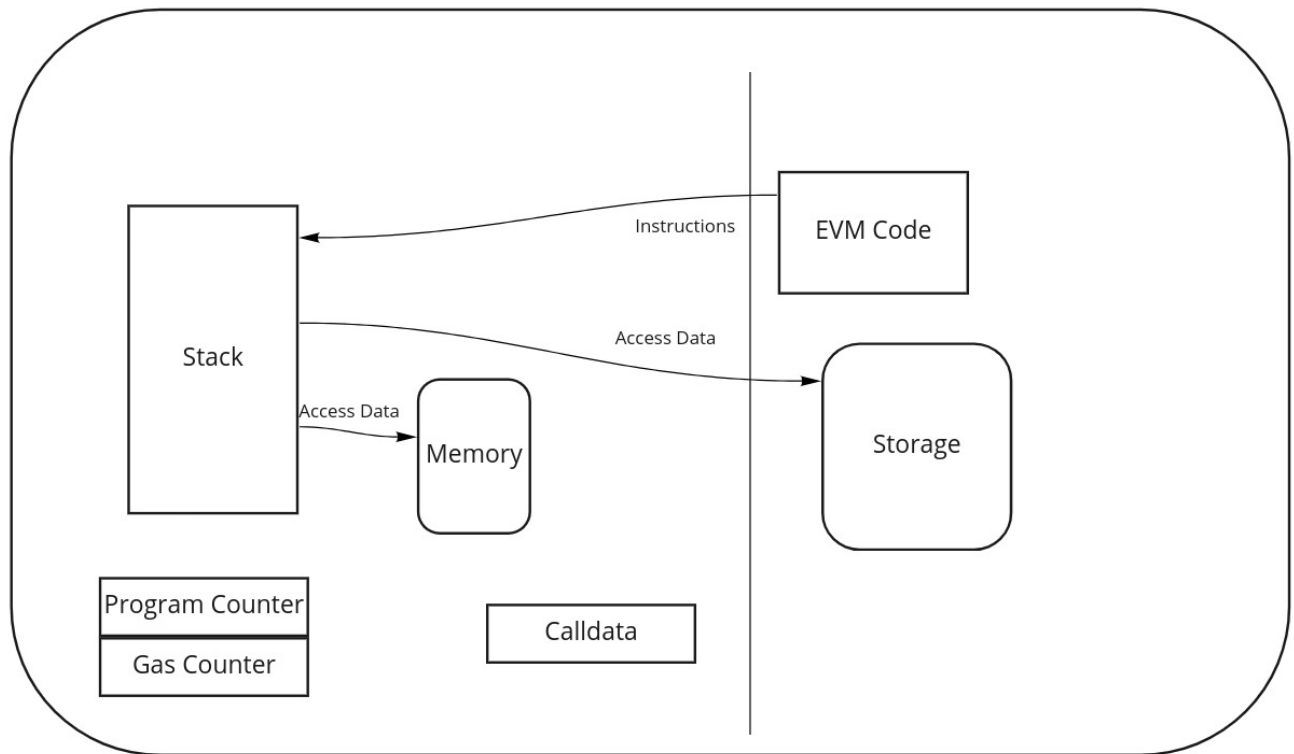 Instructions
EVM Code
Stack
Access Data
Access Data
Memory
Storage
Program Counter
Gas Counter
Calldata